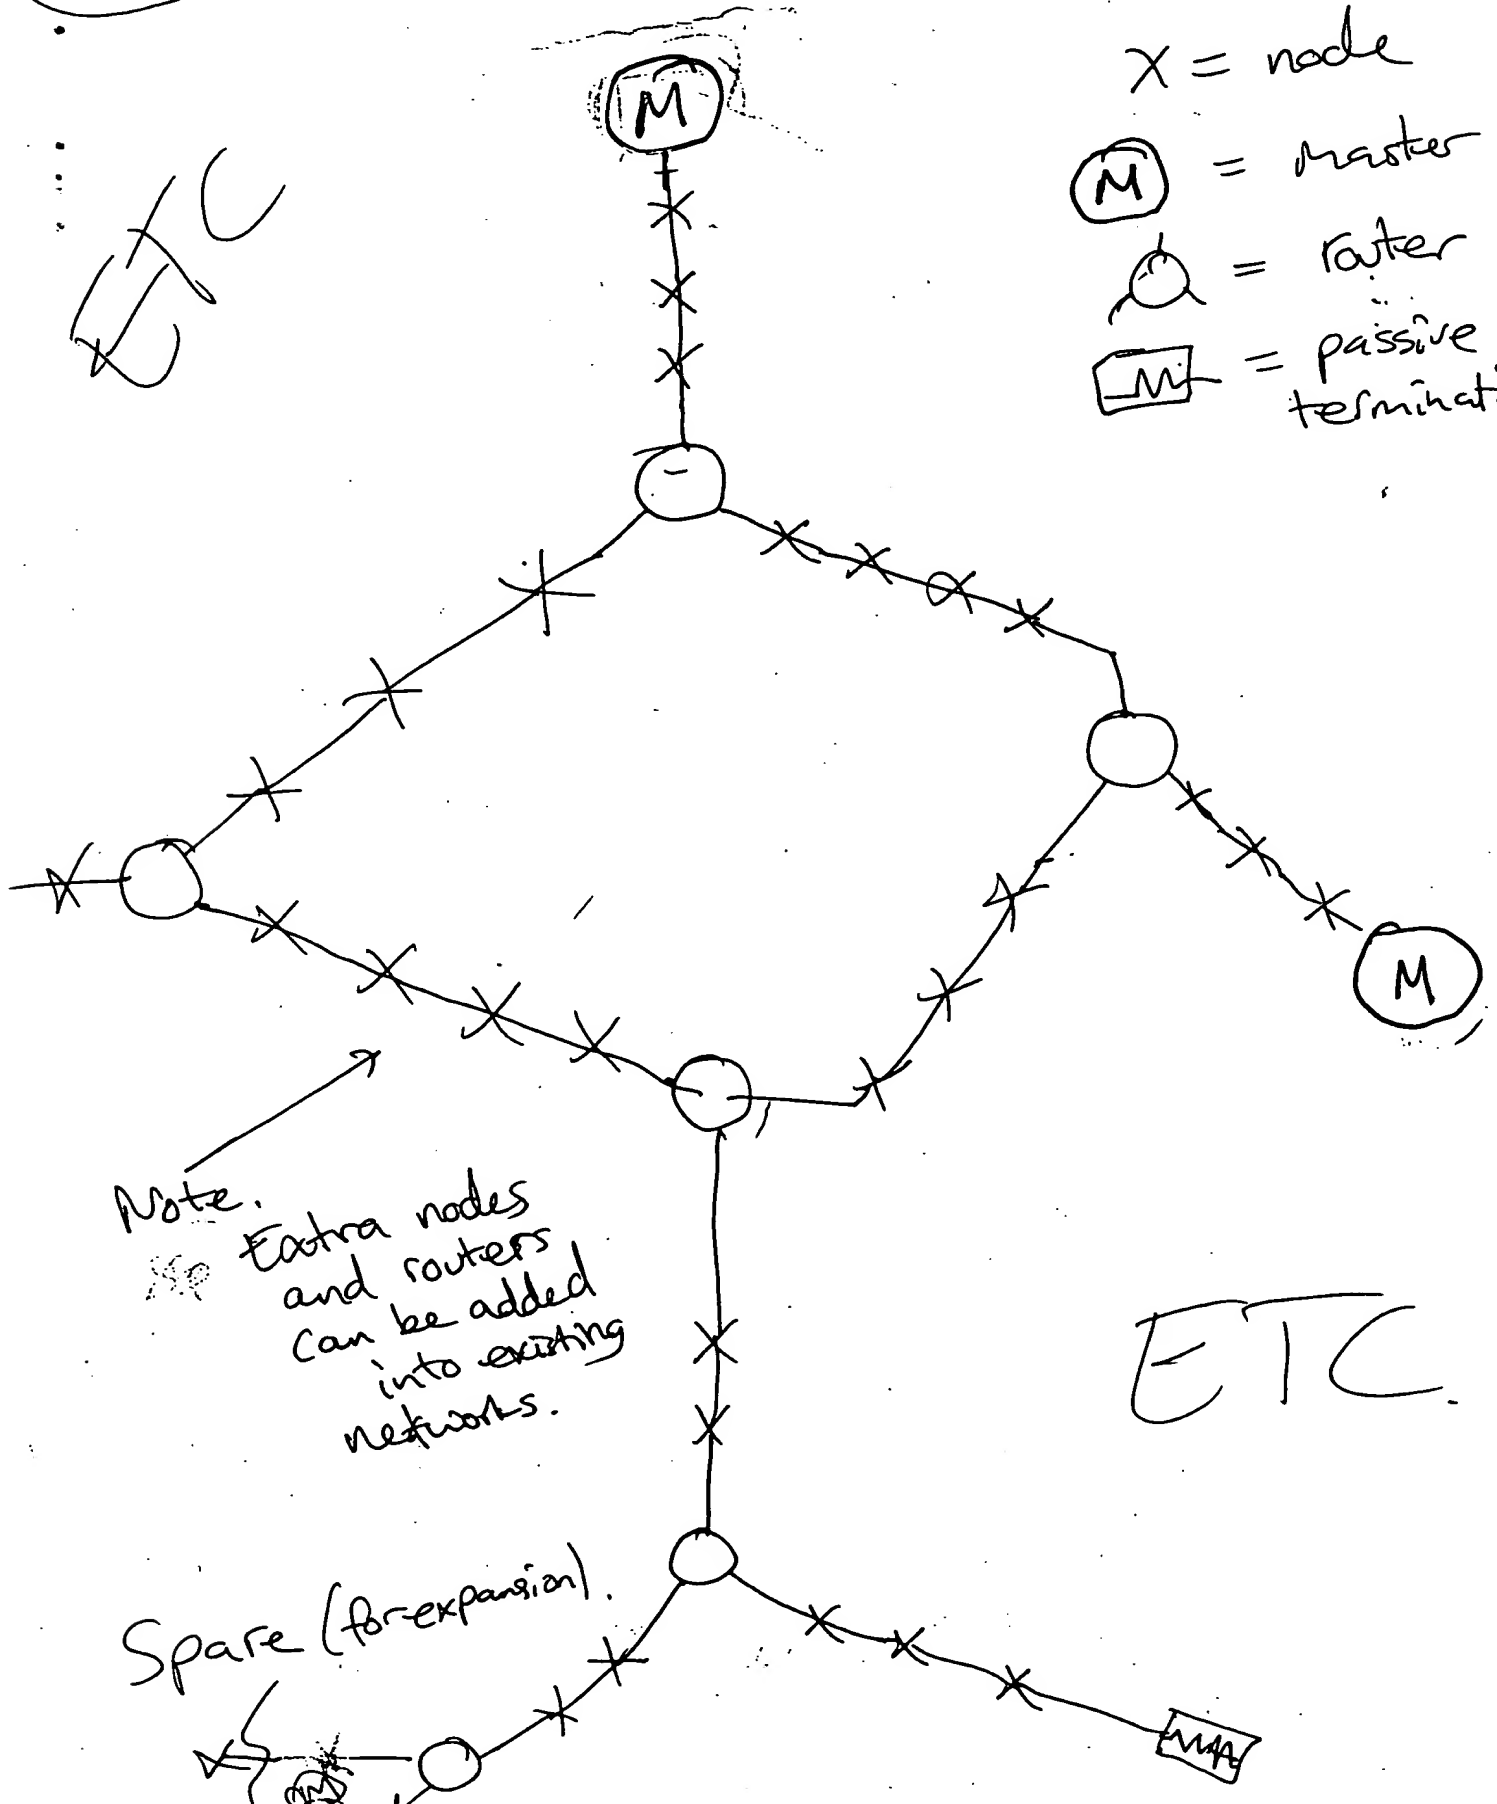 M
X = node
M = master
= router
= passive
terminat
ETC
M
Note.
Extra nodes
and routers
can be added
into existing
networks.
ETC.
Spare (for expansion).